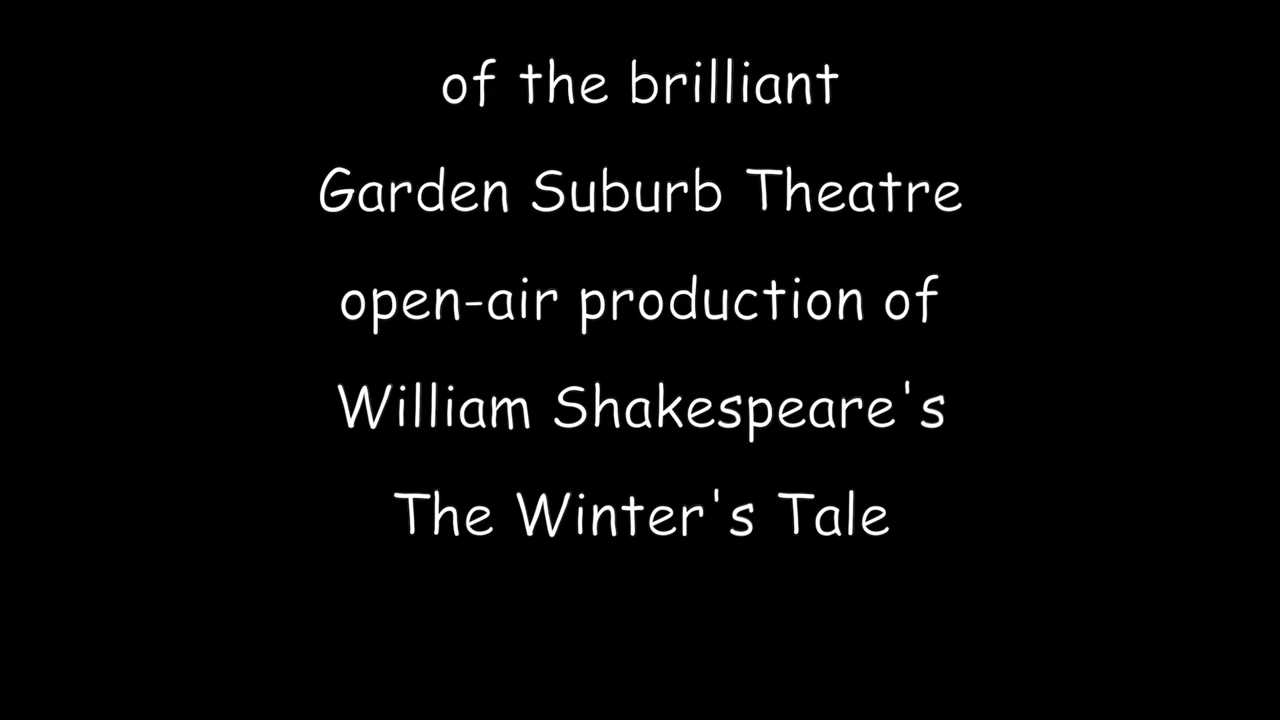 of the brilliant
Garden Suburb Theatre
open-air production of
William Shakespeare's
The Winter's Tale